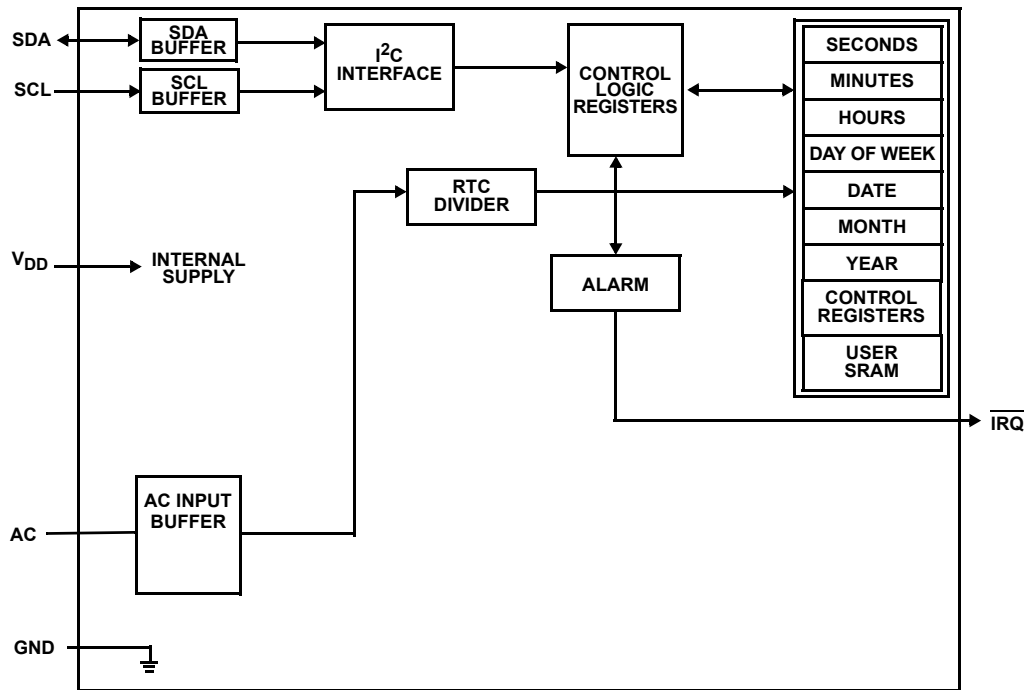 SDA
SDA
BUFFER
SCL
SCL
BUFFER
I2C
INTERFACE
CONTROL
LOGIC
REGISTERS
SECONDS
MINUTES
HOURS
DAY OF WEEK
DATE
MONTH
YEAR
CONTROL
REGISTERS
USER
SRAM
RTC
DIVIDER
VDD
INTERNAL
SUPPLY
ALARM
IRQ
AC
AC INPUT
BUFFER
GND